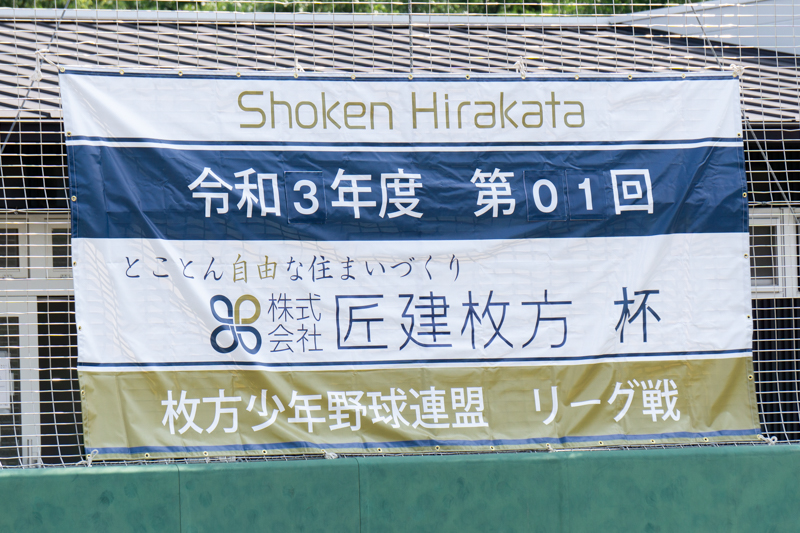 Shoken Hirakata
令和3年度 第01回
とことん自由な住まいづくり
株式会社 匠建枚方 杯
枚方少年野球連盟 リーグ戦